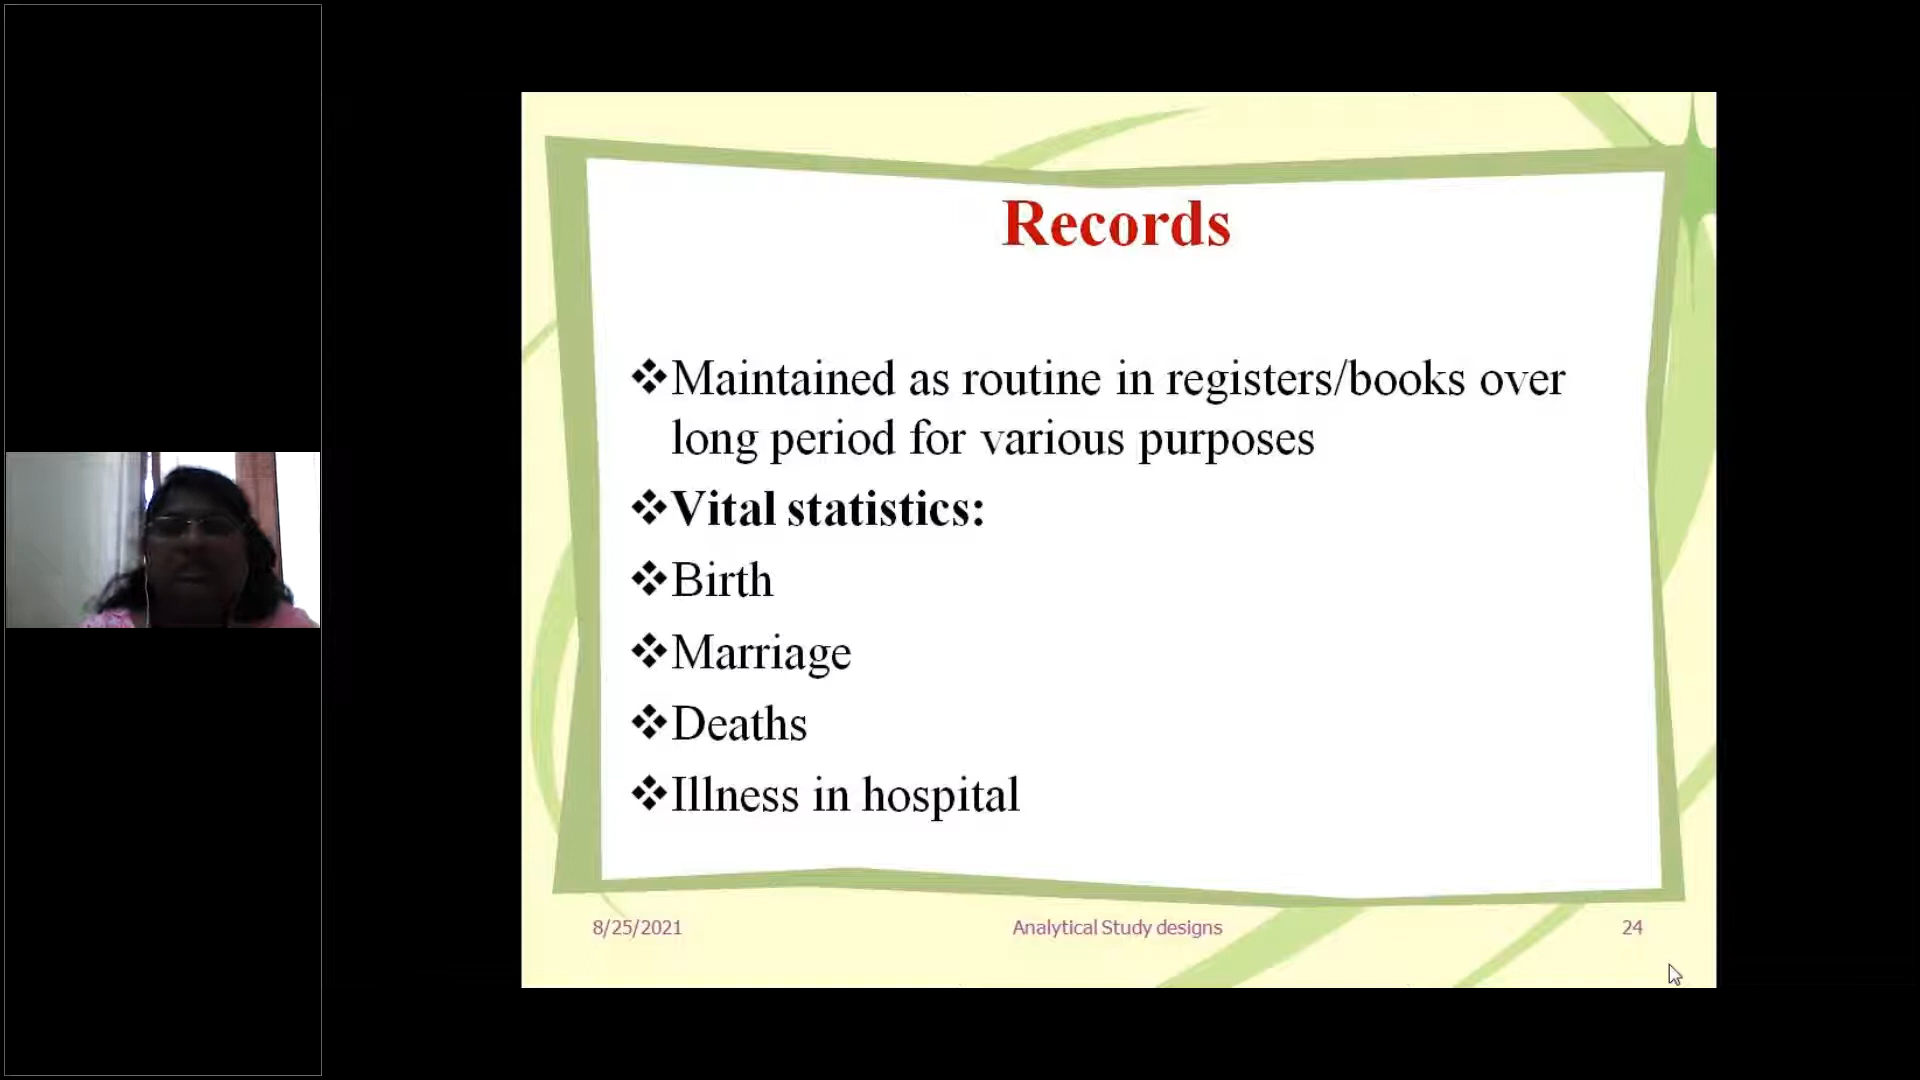 Records
❖Maintained as routine in registers/books over
long period for various purposes
❖Vital statistics:
❖Birth
❖Marriage
❖Deaths
❖Illness in hospital
8/25/2021 Analytical Study designs 24